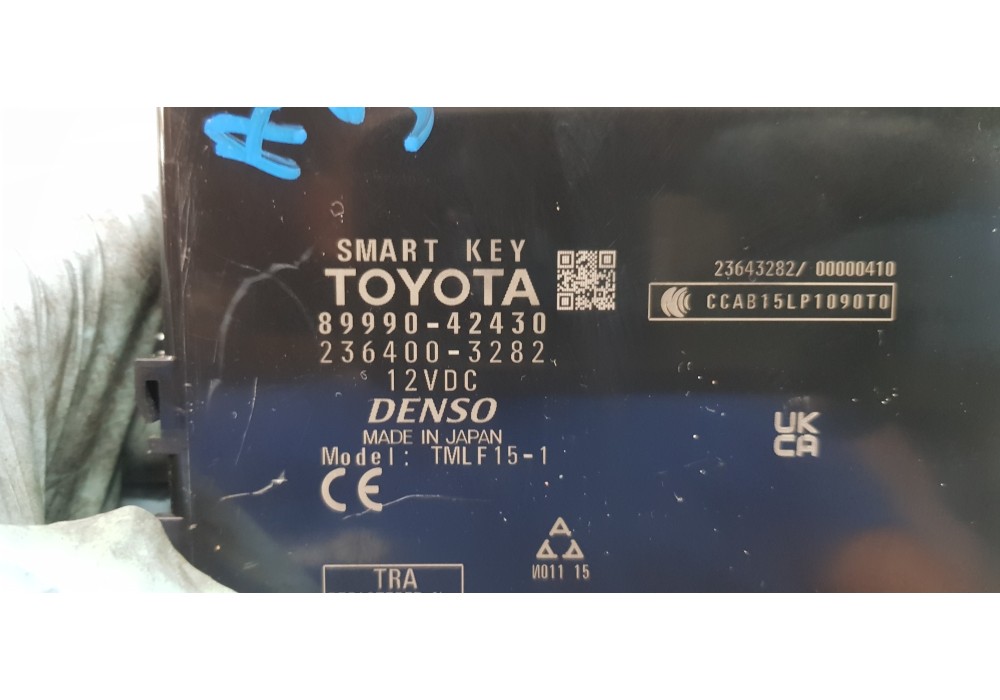 SMART KEY
TOYOTA
89990-42430
236400-3282
12VDC
DENSO
MADE IN JAPAN
Model: TMLF15-1
CE
TRA
23643282/ 00000410
CCAB15LP1090T0
UK
CA
A
И011 15